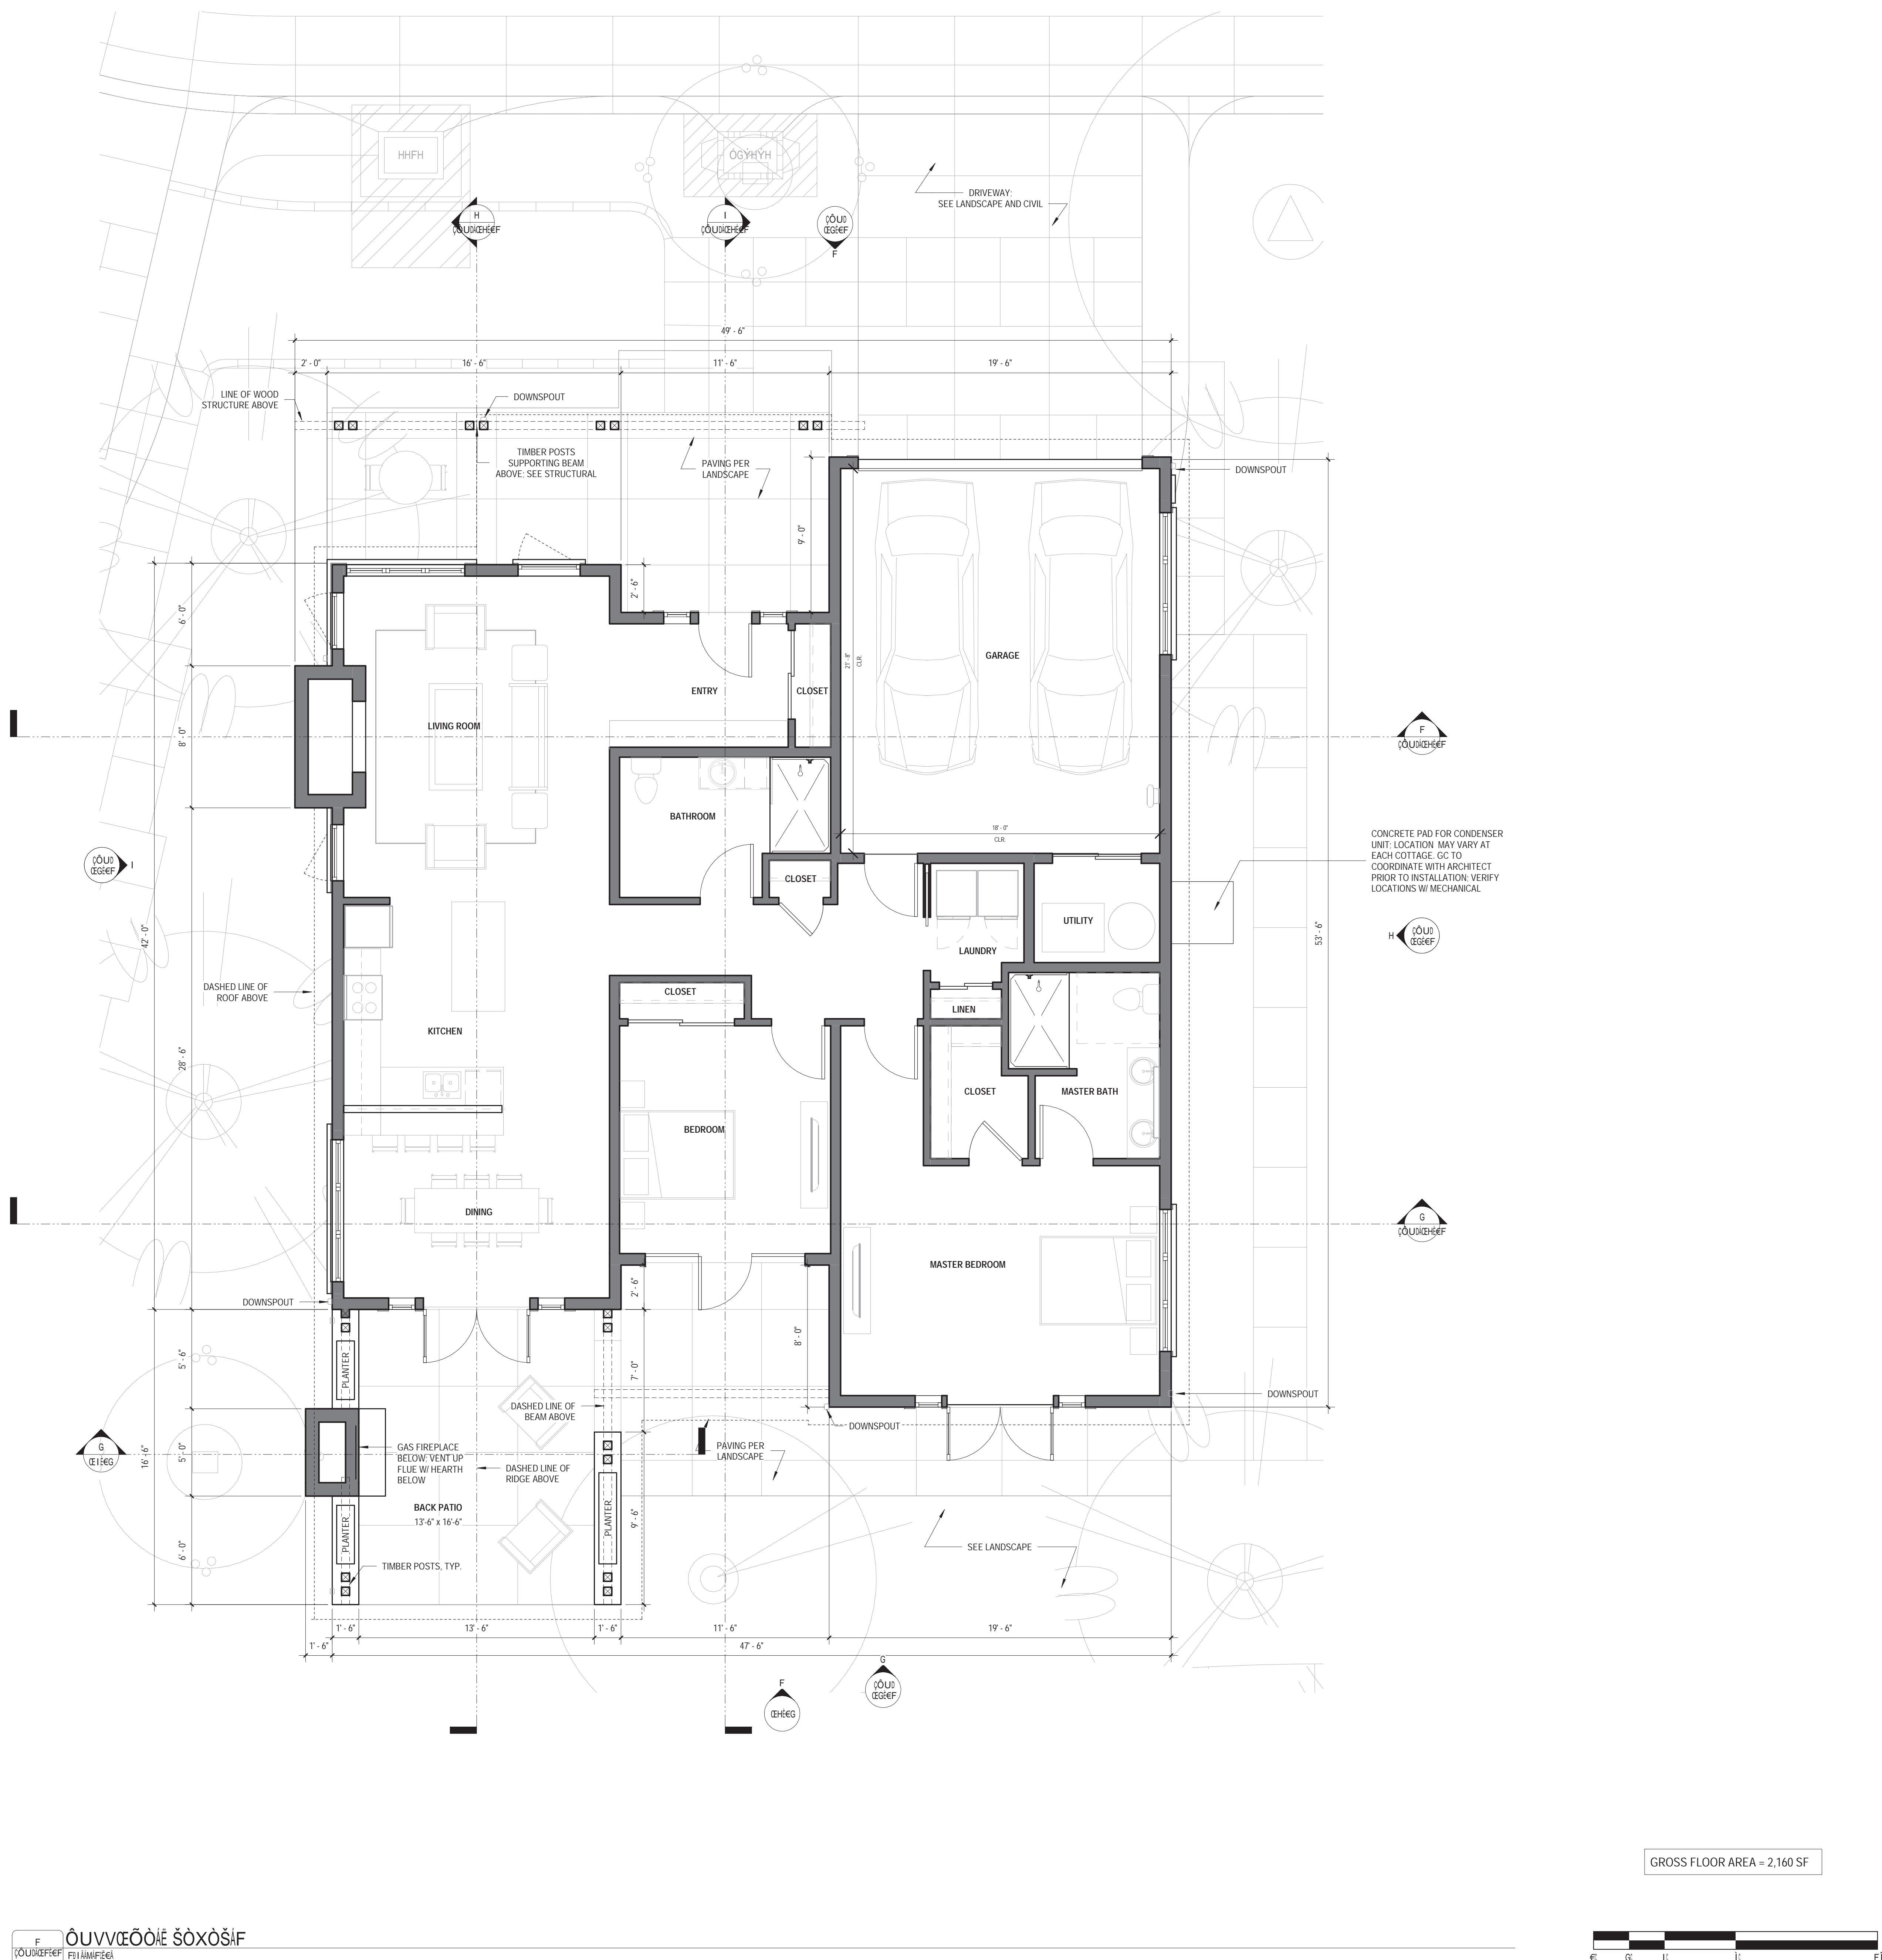 HHFH
ÔGÝHÝH
DRIVEWAY:
SEE LANDSCAPE AND CIVIL
H
I
F
49' - 6"
2' - 0"
16' - 6"
11' - 6"
19' - 6"
LINE OF WOOD
STRUCTURE ABOVE
DOWNSPOUT
TIMBER POSTS
SUPPORTING BEAM
ABOVE; SEE STRUCTURAL
PAVING PER
LANDSCAPE
DOWNSPOUT
9' - 0"
2' - 6"
6' - 0"
21' - 8"
CLR.
GARAGE
ENTRY
CLOSET
LIVING ROOM
8' - 0"
F
BATHROOM
18' - 0"
CLR.
CONCRETE PAD FOR CONDENSER
UNIT; LOCATION MAY VARY AT
EACH COTTAGE. GC TO
COORDINATE WITH ARCHITECT
PRIOR TO INSTALLATION; VERIFY
LOCATIONS W/ MECHANICAL
I
CLOSET
UTILITY
42' - 0"
53' - 6"
H
LAUNDRY
DASHED LINE OF
ROOF ABOVE
CLOSET
LINEN
KITCHEN
28' - 6"
CLOSET
MASTER BATH
BEDROOM
DINING
G
MASTER BEDROOM
2' - 6"
DOWNSPOUT
8' - 0"
5' - 6"
PLANTER
7' - 0"
DOWNSPOUT
DASHED LINE OF
BEAM ABOVE
DOWNSPOUT
G
16' - 6"
5' - 0"
GAS FIREPLACE
BELOW: VENT UP
FLUE W/ HEARTH
BELOW
DASHED LINE OF
RIDGE ABOVE
PAVING PER
LANDSCAPE
BACK PATIO
13'-6" x 16'-6"
PLANTER
PLANTER
9' - 6"
6' - 0"
SEE LANDSCAPE
TIMBER POSTS, TYP.
1' - 6"
13' - 6"
1' - 6"
11' - 6"
19' - 6"
1' - 6"
47' - 6"
G
F
GROSS FLOOR AREA = 2,160 SF
F
ÔUVVŒÕÒÁË ŠÒXÒŠÁF